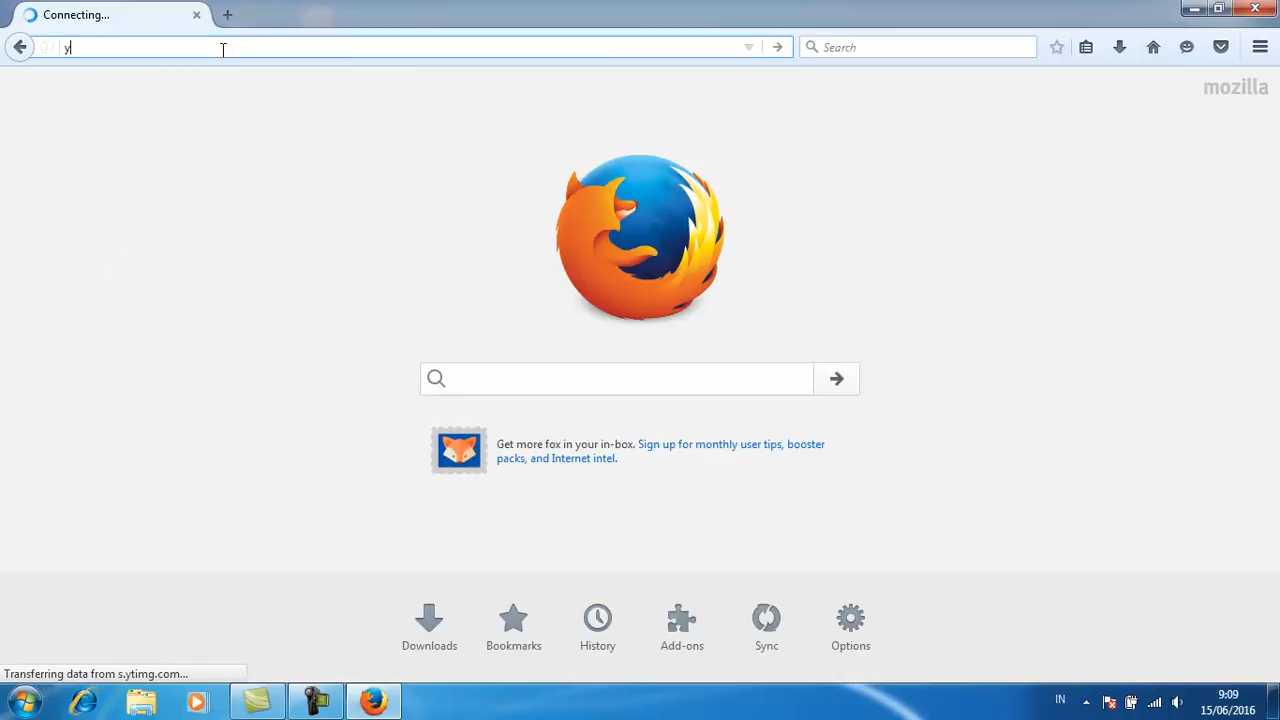 Connecting...
y
Search
mozilla
Get more fox in your in-box. Sign up for monthly user tips, booster
packs, and Internet intel.
Downloads
Bookmarks
History
Add-ons
Sync
Options
Transferring data from s.ytimg.com...
IN
9:09
15/06/2016